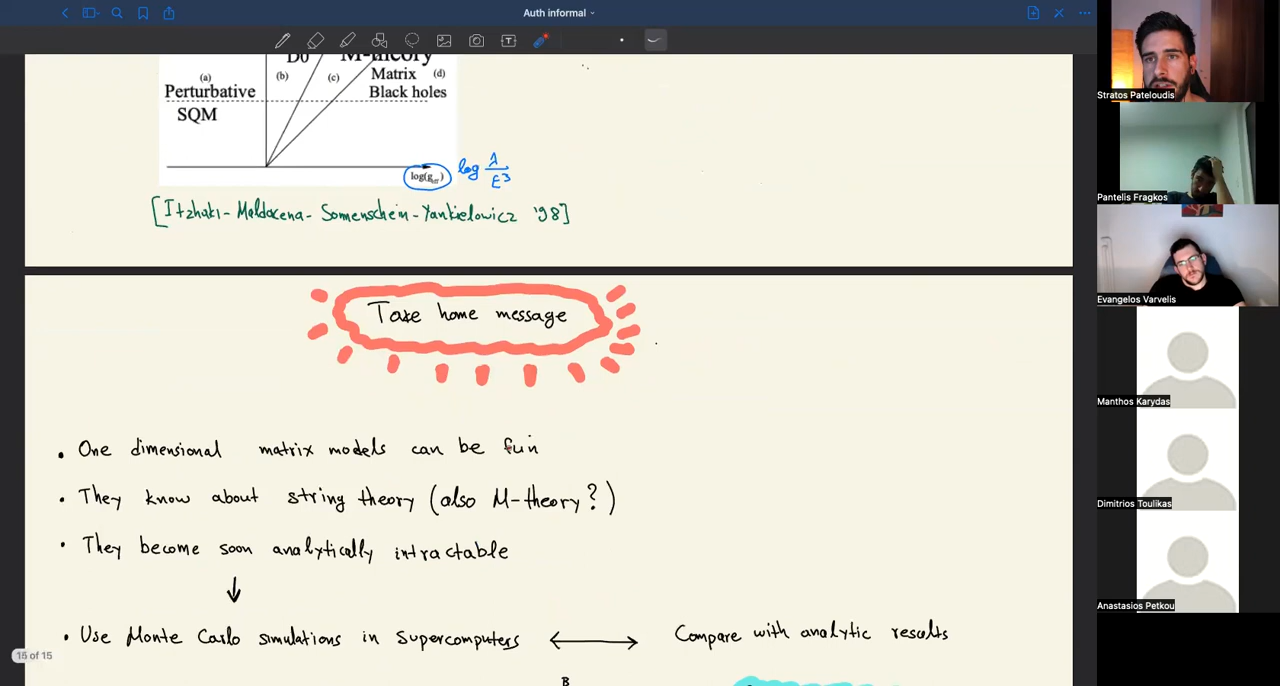 Auth informal
D0
M-theory
(a) (b) (c) Matrix (d)
Perturbative Black holes
SQM
log(geff) log λ/E³
[Itzhaki-Maldacena-Sonnenschein-Yankielowicz '98]
Take home message
• One dimensional matrix models can be fun
• They know about string theory (also M-theory?)
• They become soon analytically intractable
↓
• Use Monte Carlo simulations in Supercomputers ⟷ Compare with analytic results
15 of 15
B
Stratos Pateloudis
Pantelis Fragkos
Evangelos Varvelis
Manthos Karydas
Dimitrios Toulikas
Anastasios Petkou